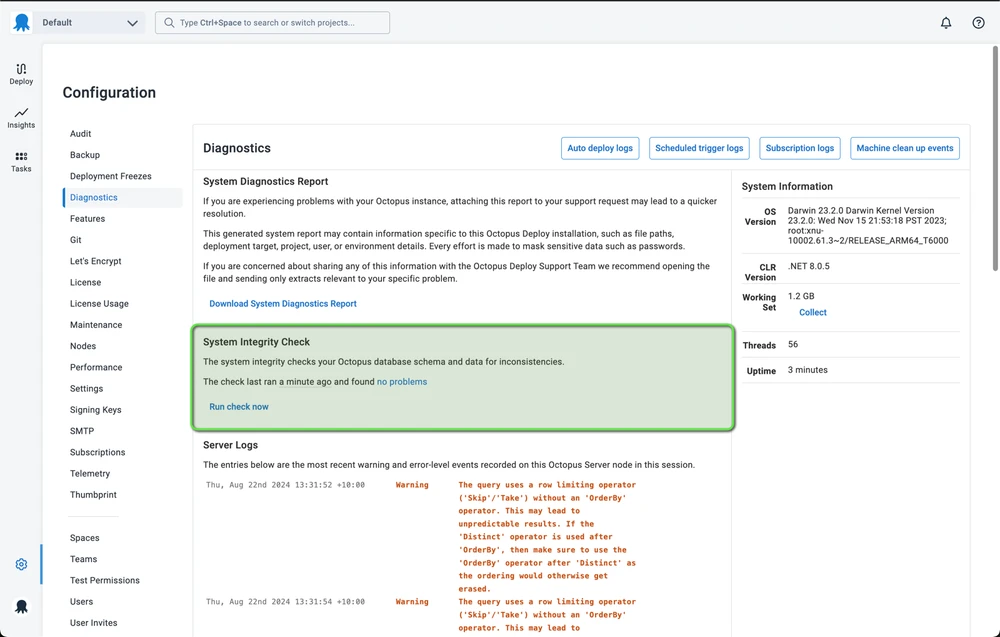 Default
Type Ctrl+Space to search or switch projects...
Deploy
Insights
Tasks
Configuration
Audit
Backup
Deployment Freezes
Diagnostics
Features
Git
Let's Encrypt
License
License Usage
Maintenance
Nodes
Performance
Settings
Signing Keys
SMTP
Subscriptions
Telemetry
Thumbprint
Spaces
Teams
Test Permissions
Users
User Invites
Diagnostics
Auto deploy logs
Scheduled trigger logs
Subscription logs
Machine clean up events
System Diagnostics Report
If you are experiencing problems with your Octopus instance, attaching this report to your support request may lead to a quicker
resolution.
This generated system report may contain information specific to this Octopus Deploy installation, such as file paths,
deployment target, project, user, or environment details. Every effort is made to mask sensitive data such as passwords.
If you are concerned about sharing any of this information with the Octopus Deploy Support Team we recommend opening the
file and sending only extracts relevant to your specific problem.
Download System Diagnostics Report
System Integrity Check
The system integrity checks your Octopus database schema and data for inconsistencies.
The check last ran a minute ago and found no problems
Run check now
Server Logs
The entries below are the most recent warning and error-level events recorded on this Octopus Server node in this session.
Thu, Aug 22nd 2024 13:31:52 +10:00 Warning The query uses a row limiting operator
('Skip'/'Take') without an 'OrderBy'
operator. This may lead to
unpredictable results. If the
'Distinct' operator is used after
'OrderBy', then make sure to use the
'OrderBy' operator after 'Distinct' as
the ordering would otherwise get
erased.
Thu, Aug 22nd 2024 13:31:54 +10:00 Warning The query uses a row limiting operator
('Skip'/'Take') without an 'OrderBy'
operator. This may lead to
System Information
OS Version
Darwin 23.2.0 Darwin Kernel Version
23.2.0: Wed Nov 15 21:53:18 PST 2023;
root:xnu-
10002.61.3~2/RELEASE_ARM64_T6000
CLR Version
.NET 8.0.5
Working Set
1.2 GB
Collect
Threads 56
Uptime 3 minutes